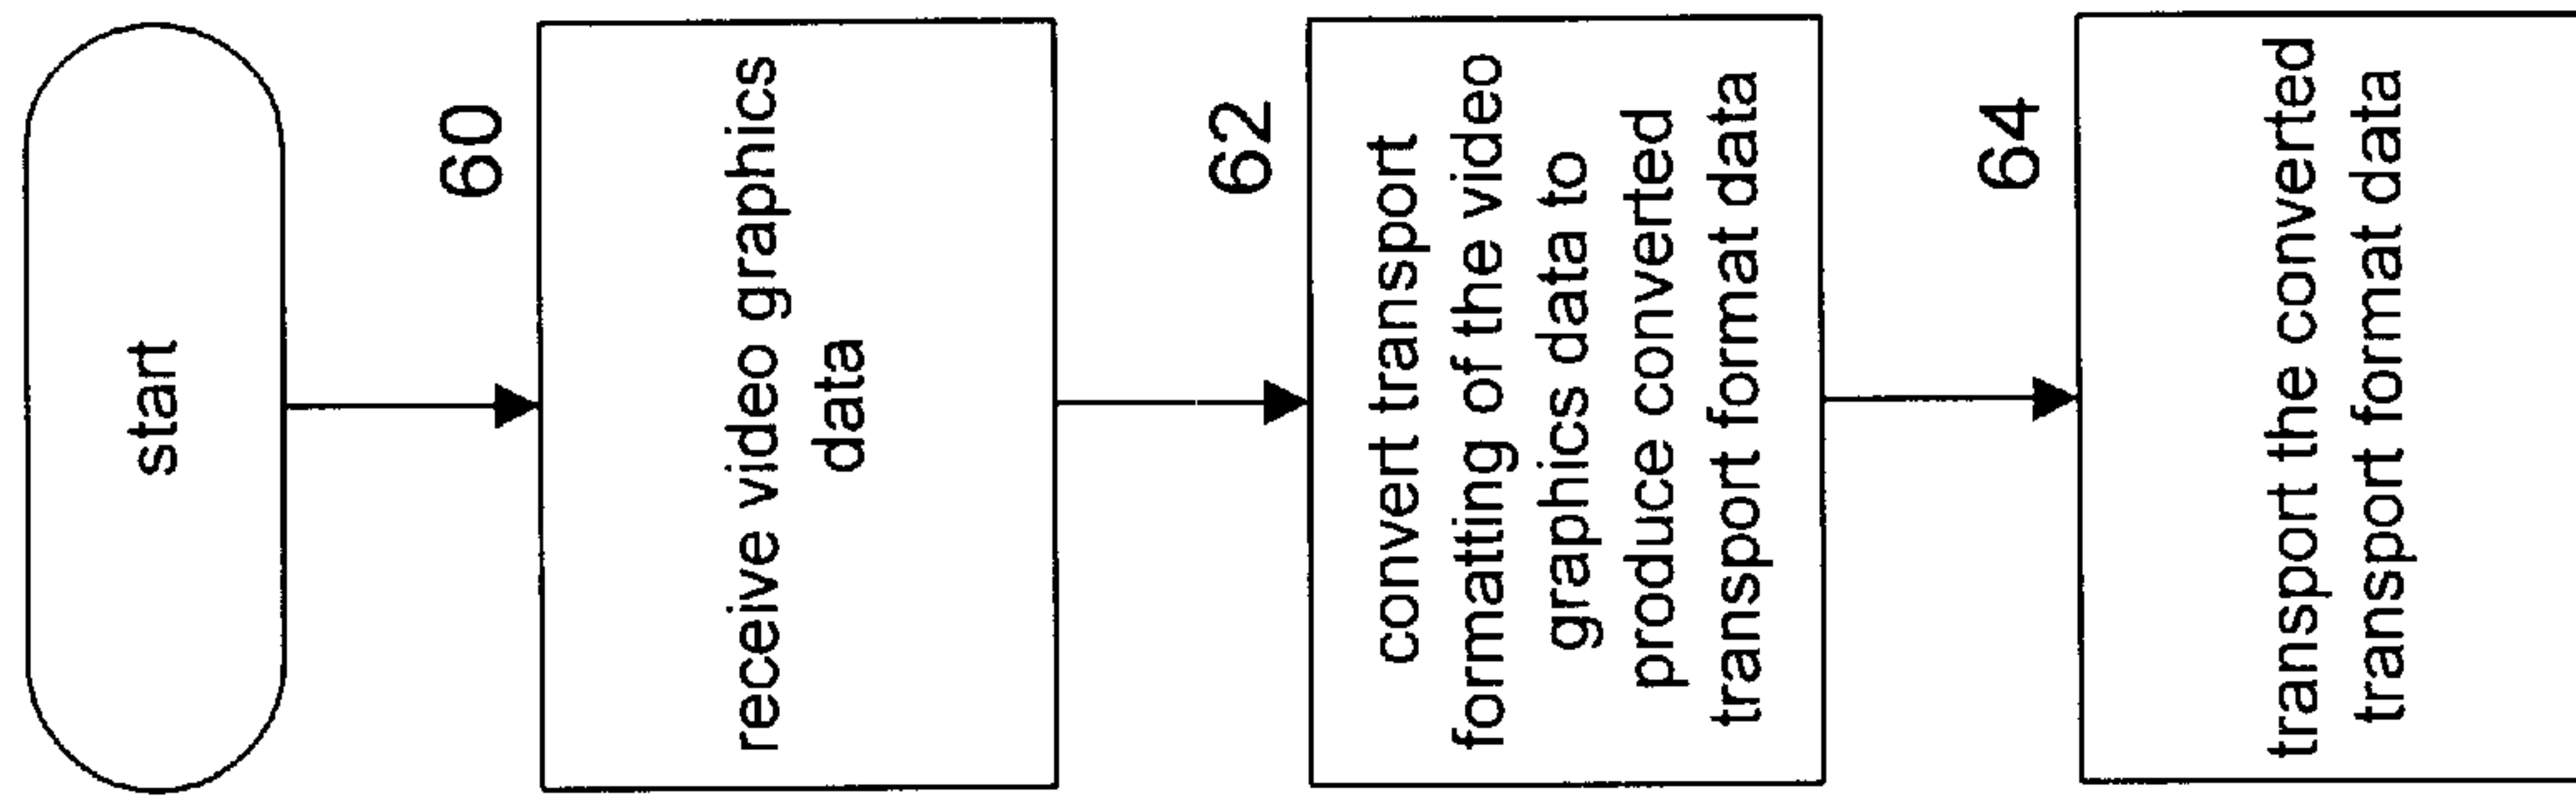 start
60
receive video graphics
data
62
convert transport
formatting of the video
graphics data to
produce converted
transport format data
64
transport the converted
transport format data